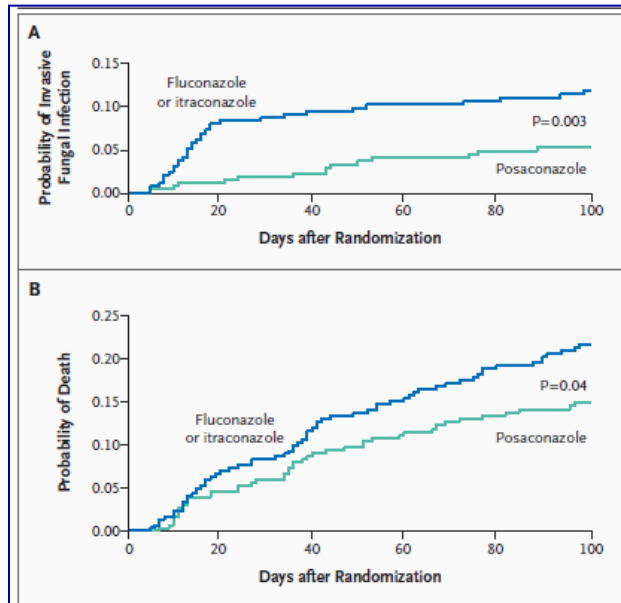 A
Probability of Invasive
Fungal Infection
0.15
0.10
0.05
0.00
Fluconazole
or itraconazole
P=0.003
Posaconazole
0
20
40
60
80
100
Days after Randomization
B
Probability of Death
0.25
0.20
0.15
0.10
0.05
0.00
Fluconazole
or itraconazole
P=0.04
Posaconazole
0
20
40
60
80
100
Days after Randomization